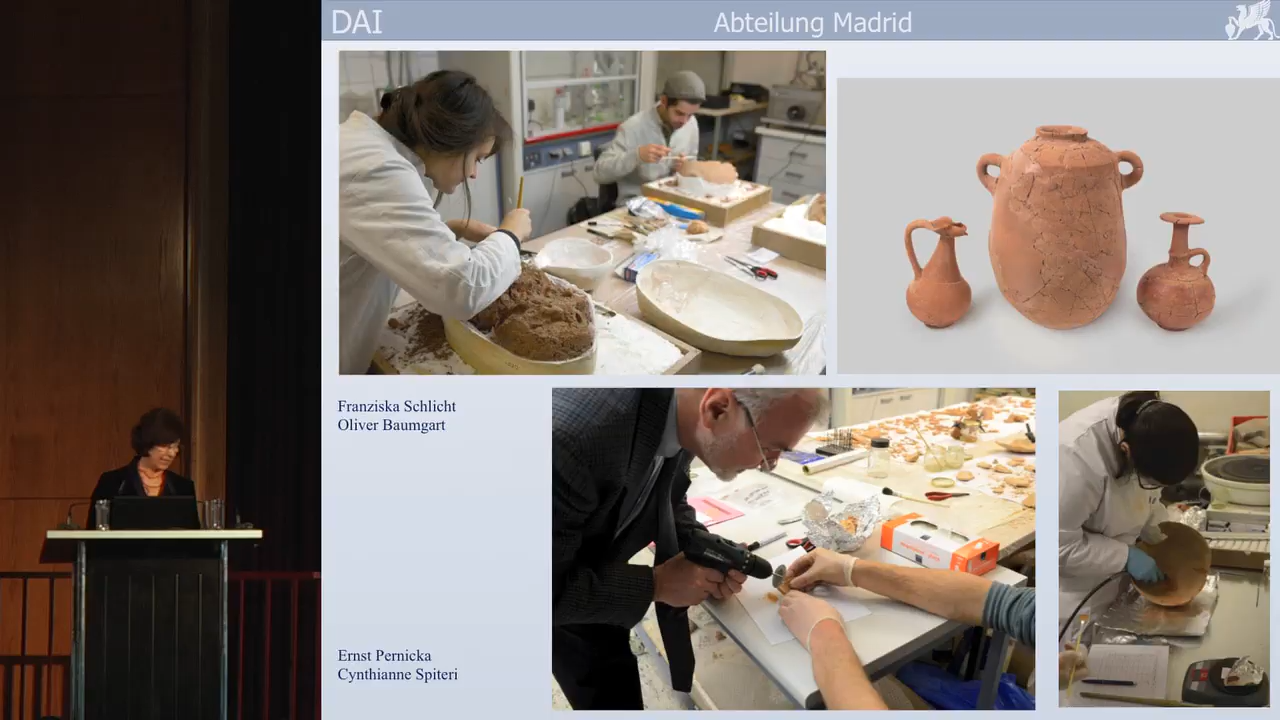 DAI
Abteilung Madrid
Franziska Schlicht
Oliver Baumgart
Ernst Pernicka
Cynthianne Spiteri